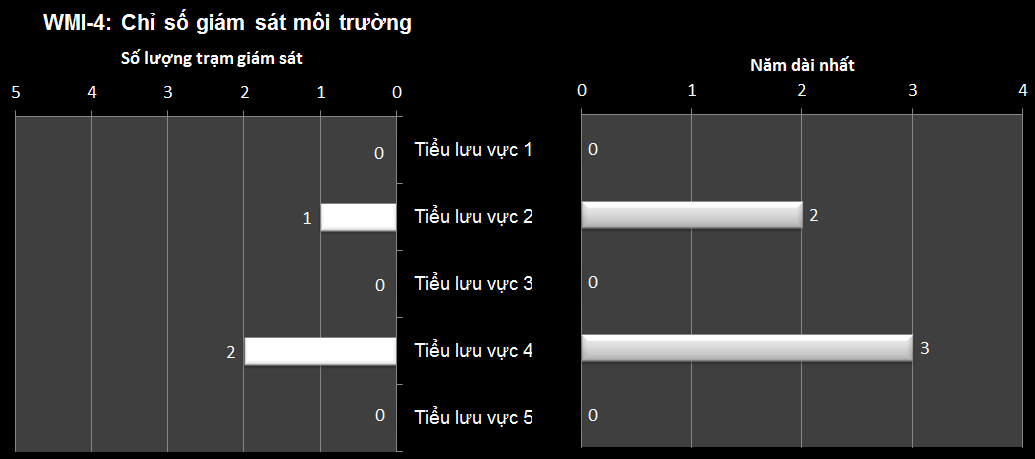 WMI-4: Chỉ số giám sát môi trường
Số lượng trạm giám sát
Năm dài nhất
5 4 3 2 1 0
0 1 2 3 4
0 Tiểu lưu vực 1 0
1 Tiểu lưu vực 2 2
0 Tiểu lưu vực 3 0
2 Tiểu lưu vực 4 3
0 Tiểu lưu vực 5 0